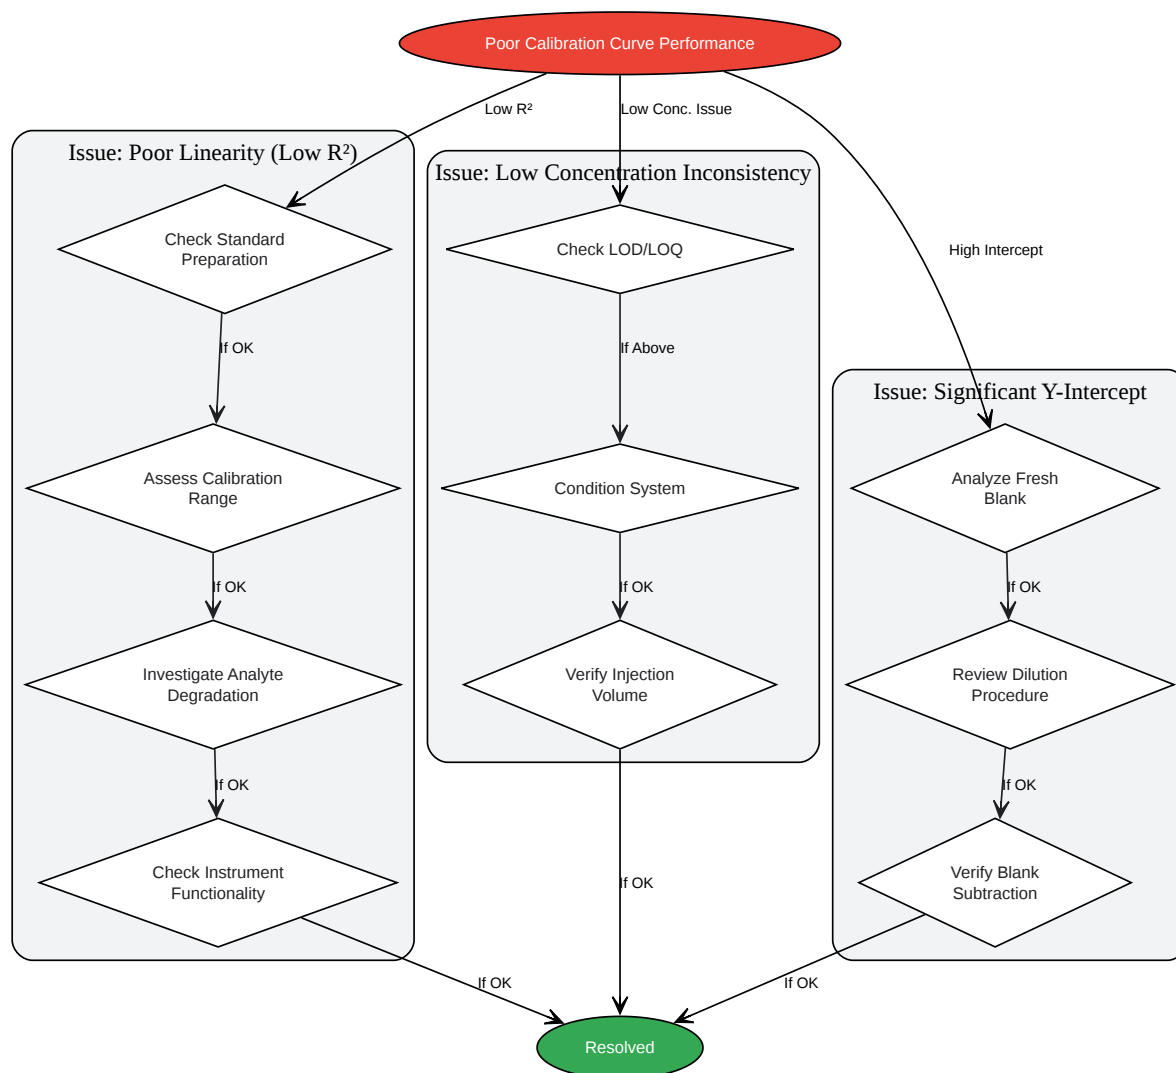 Poor Calibration Curve Performance
Low R²
Low Conc. Issue
High Intercept
Issue: Poor Linearity (Low R²)
Check Standard
Preparation
If OK
Assess Calibration
Range
If OK
Investigate Analyte
Degradation
If OK
Check Instrument
Functionality
If OK
Issue: Low Concentration Inconsistency
Check LOD/LOQ
If Above
Condition System
If OK
Verify Injection
Volume
If OK
Issue: Significant Y-Intercept
Analyze Fresh
Blank
If OK
Review Dilution
Procedure
If OK
Verify Blank
Subtraction
If OK
Resolved